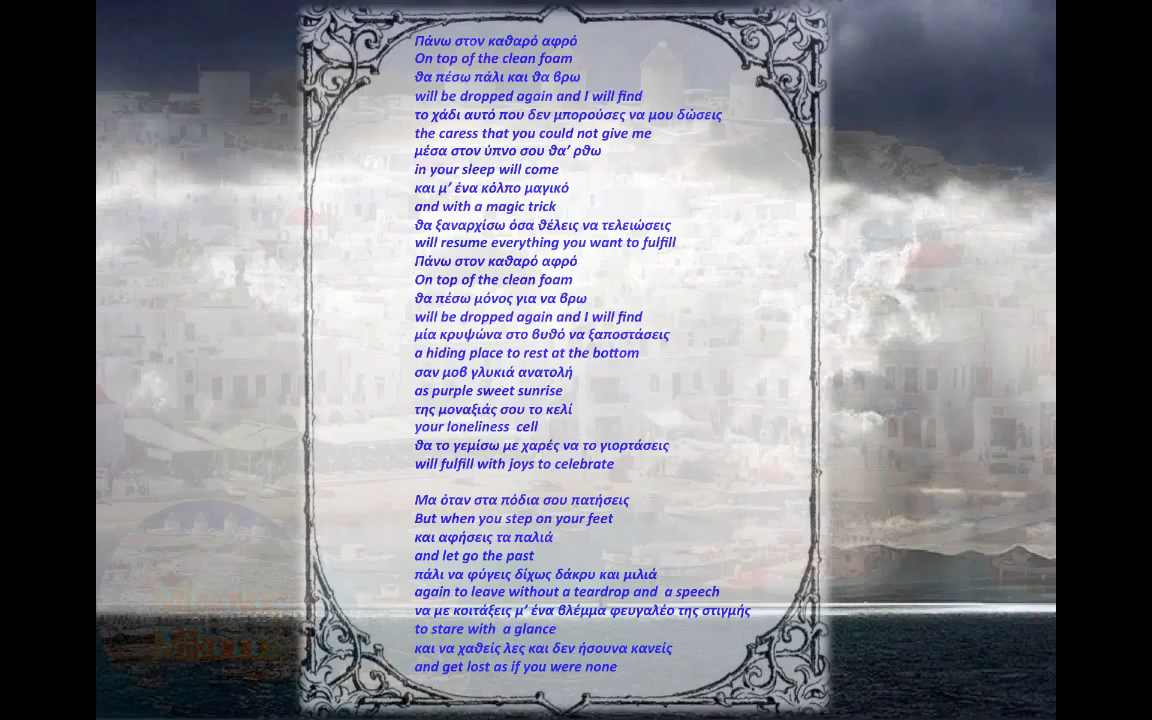 Πάνω στον καθαρό αφρό
On top of the clean foam
θα πέσω πάλι και θα βρω
will be dropped again and I will find
το χάδι αυτό που δεν μπορούσες να μου δώσεις
the caress that you could not give me
μέσα στον ύπνο σου θα’ ρθω
in your sleep will come
και μ’ ένα κόλπο μαγικό
and with a magic trick
θα ξαναρχίσω όσα θέλεις να τελειώσεις
will resume everything you want to fulfill
Πάνω στον καθαρό αφρό
On top of the clean foam
θα πέσω μόνος για να βρω
will be dropped again and I will find
μία κρυψώνα στο βυθό να ξαποστάσεις
a hiding place to rest at the bottom
σαν μοβ γλυκιά ανατολή
as purple sweet sunrise
της μοναξιάς σου το κελί
your loneliness  cell
θα το γεμίσω με χαρές να το γιορτάσεις
will fulfill with joys to celebrate
Μα όταν στα πόδια σου πατήσεις
But when you step on your feet
και αφήσεις τα παλιά
and let go the past
πάλι να φύγεις δίχως δάκρυ και μιλιά
again to leave without a teardrop and  a speech
να με κοιτάξεις μ’ ένα βλέμμα φευγαλέο της στιγμής
to stare with  a glance
και να χαθείς λες και δεν ήσουνα κανείς
and get lost as if you were none